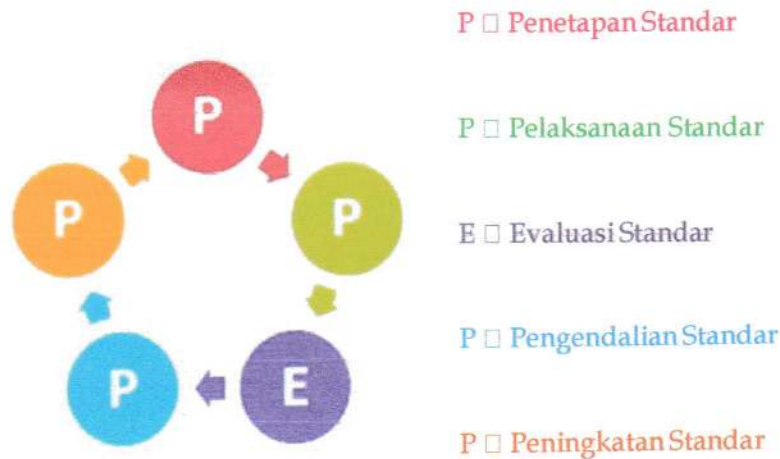 P
P
P
P
E
P □ Penetapan Standar
P □ Pelaksanaan Standar
E □ Evaluasi Standar
P □ Pengendalian Standar
P □ Peningkatan Standar